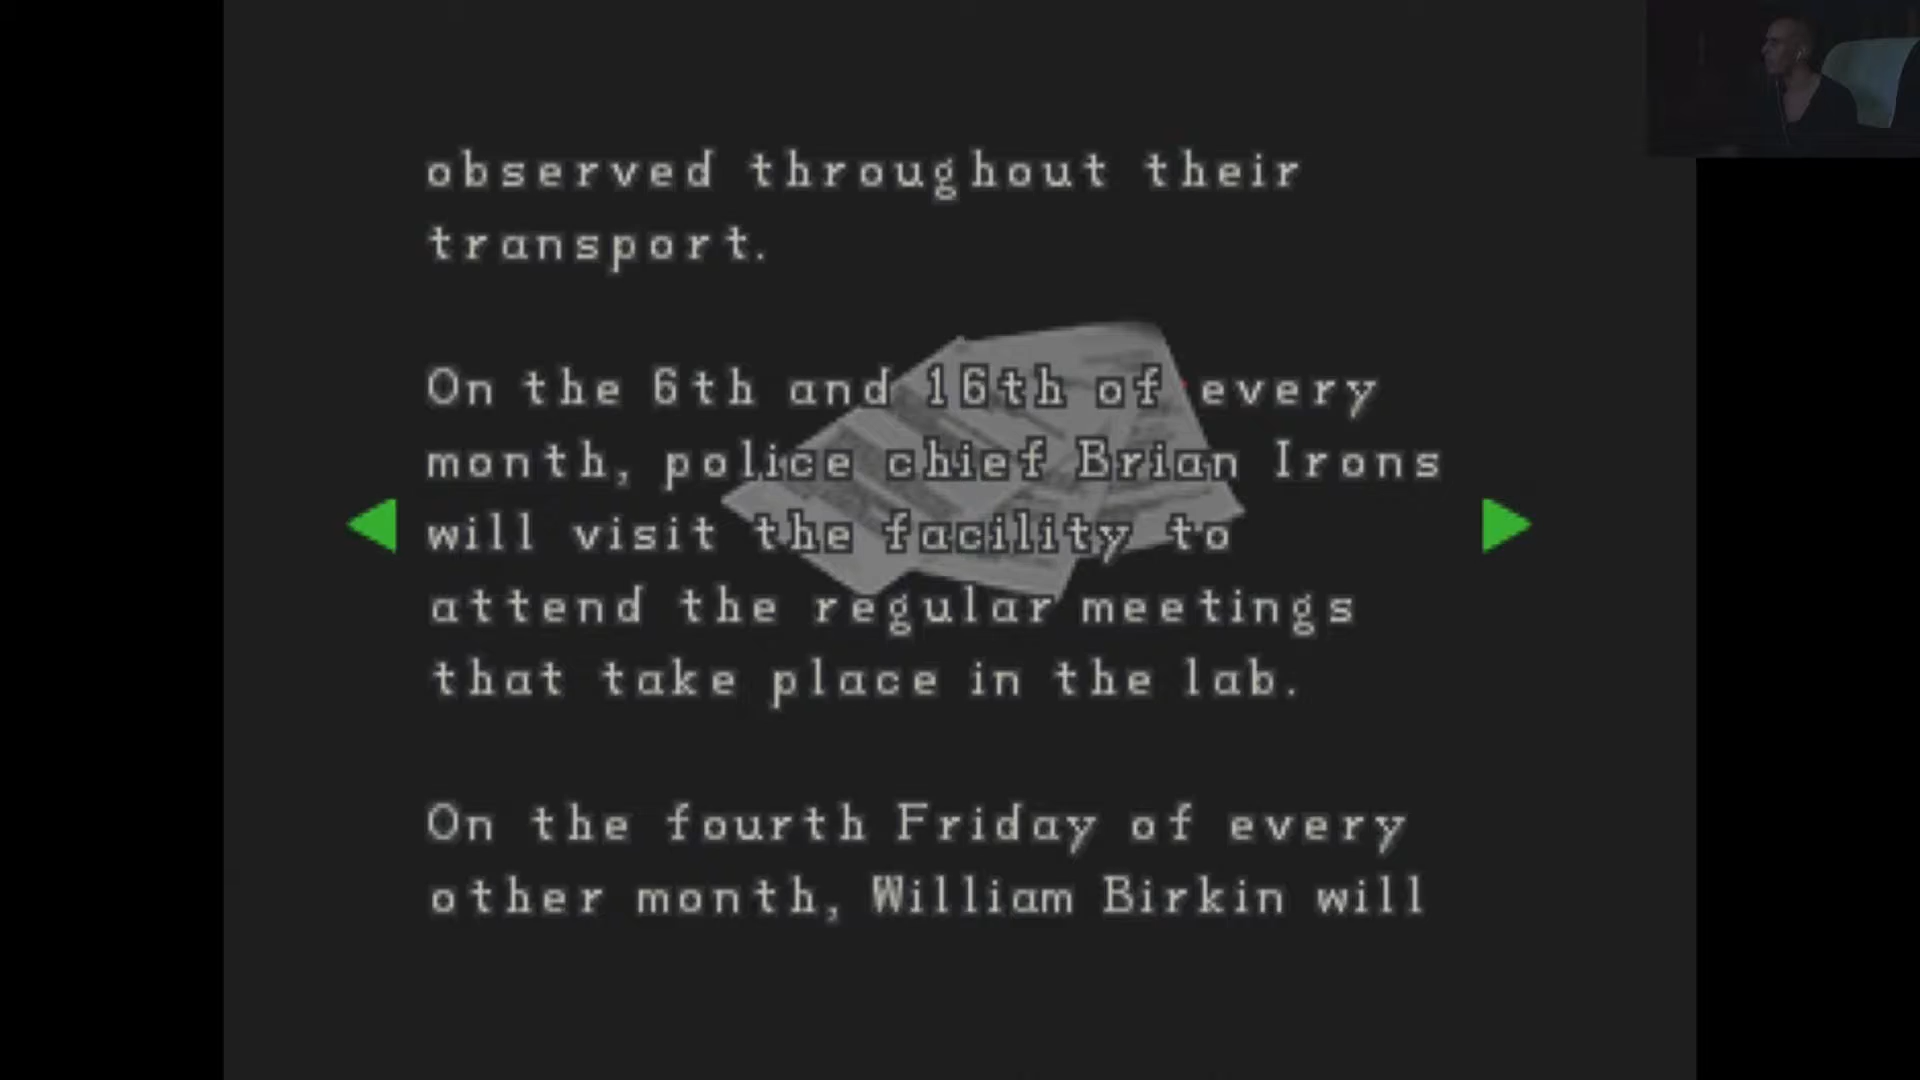 observed throughout their
transport.
On the 6th and 16th of every
month, police chief Brian Irons
will visit the facility to
attend the regular meetings
that take place in the lab.
On the fourth Friday of every
other month, William Birkin will